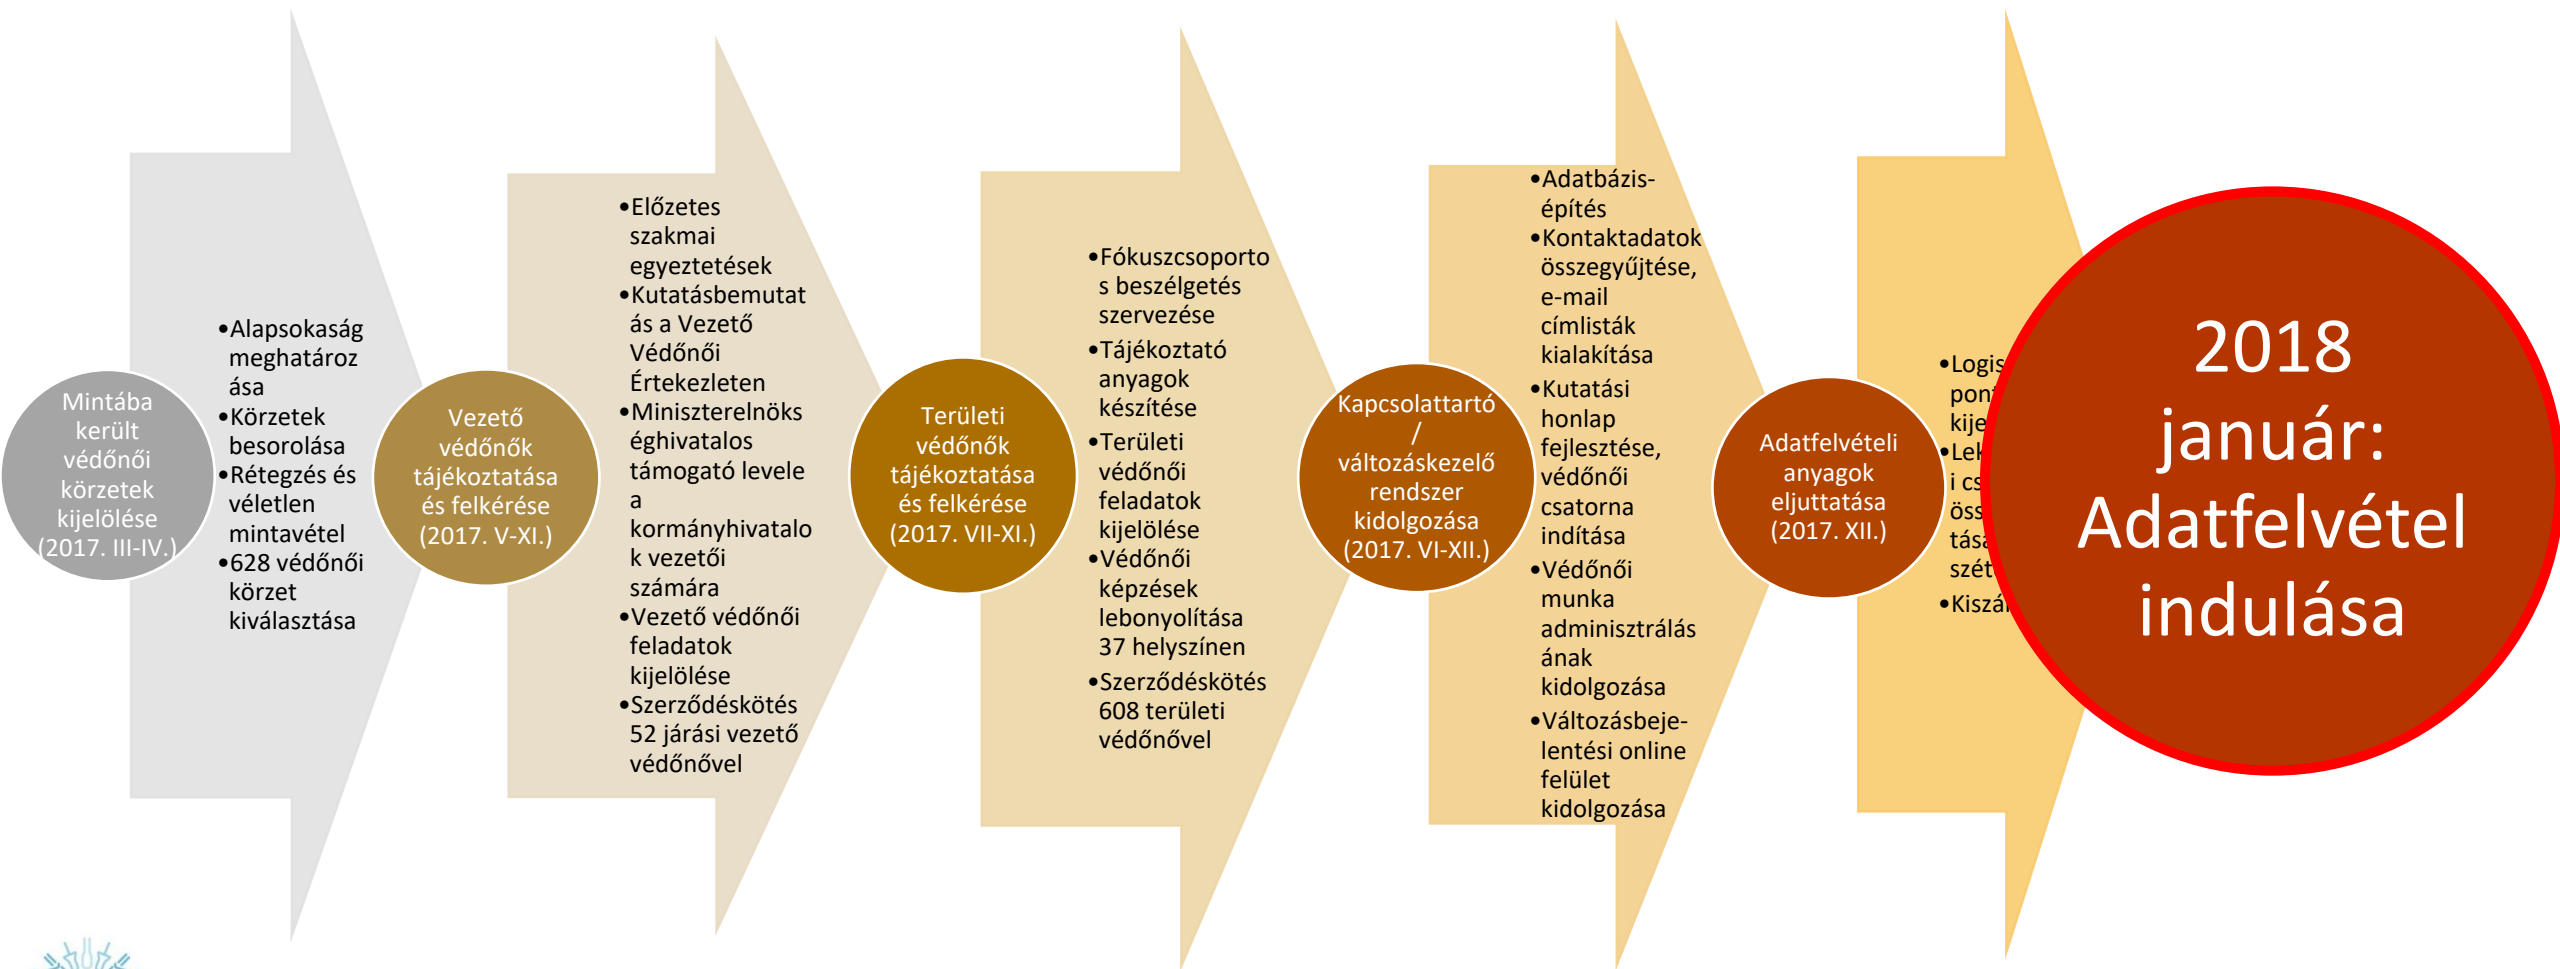 Mintába
került
védőnői
körzetek
kijelölése
(2017. III-IV.)
•Alapsokaság
meghatároz
ása
•Körzetek
besorolása
•Rétegzés és
véletlen
mintavétel
•628 védőnői
körzet
kiválasztása
Vezető
védőnők
tájékoztatása
és felkérése
(2017. V-XI.)
•Előzetes
szakmai
egyeztetések
•Kutatásbemutat
ás a Vezető
Védőnői
Értekezleten
•Miniszterelnöks
éghivatalos
támogató levele
a
kormányhivatalo
k vezetői
számára
•Vezető védőnői
feladatok
kijelölése
•Szerződéskötés
52 járási vezető
védőnővel
Területi
védőnők
tájékoztatása
és felkérése
(2017. VII-XI.)
•Fókuszcsoporto
s beszélgetés
szervezése
•Tájékoztató
anyagok
készítése
•Területi
védőnői
feladatok
kijelölése
•Védőnői
képzések
lebonyolítása
37 helyszínen
•Szerződéskötés
608 területi
védőnővel
Kapcsolattartó
/
változáskezelő
rendszer
kidolgozása
(2017. VI-XII.)
•Adatbázis-
építés
•Kontaktadatok
összegyűjtése,
e-mail
címlisták
kialakítása
•Kutatási
honlap
fejlesztése,
védőnői
csatorna
indítása
•Védőnői
munka
adminisztrálás
ának
kidolgozása
•Változásbeje-
lentési online
felület
kidolgozása
Adatfelvételi
anyagok
eljuttatása
(2017. XII.)
2018
január:
Adatfelvétel
indulása